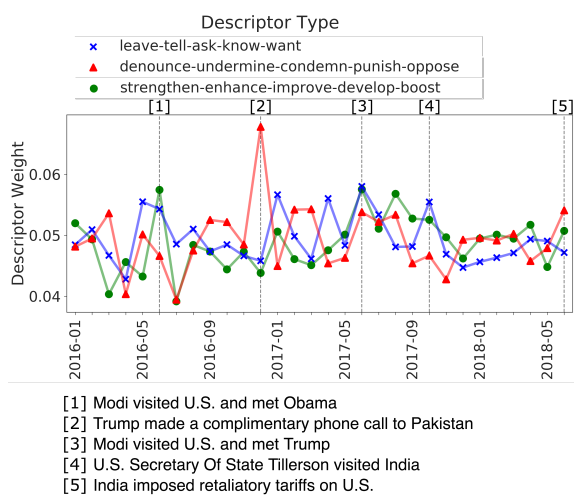 Descriptor Type
leave-tell-ask-know-want
denounce-undermine-condemn-punish-oppose
strengthen-enhance-improve-develop-boost
[1] [2] [3] [4] [5]
Descriptor Weight
0.06
0.05
0.04
2016-01 2016-05 2016-09 2017-01 2017-05 2017-09 2018-01 2018-05
[1] Modi visited U.S. and met Obama
[2] Trump made a complimentary phone call to Pakistan
[3] Modi visited U.S. and met Trump
[4] U.S. Secretary Of State Tillerson visited India
[5] India imposed retaliatory tariffs on U.S.